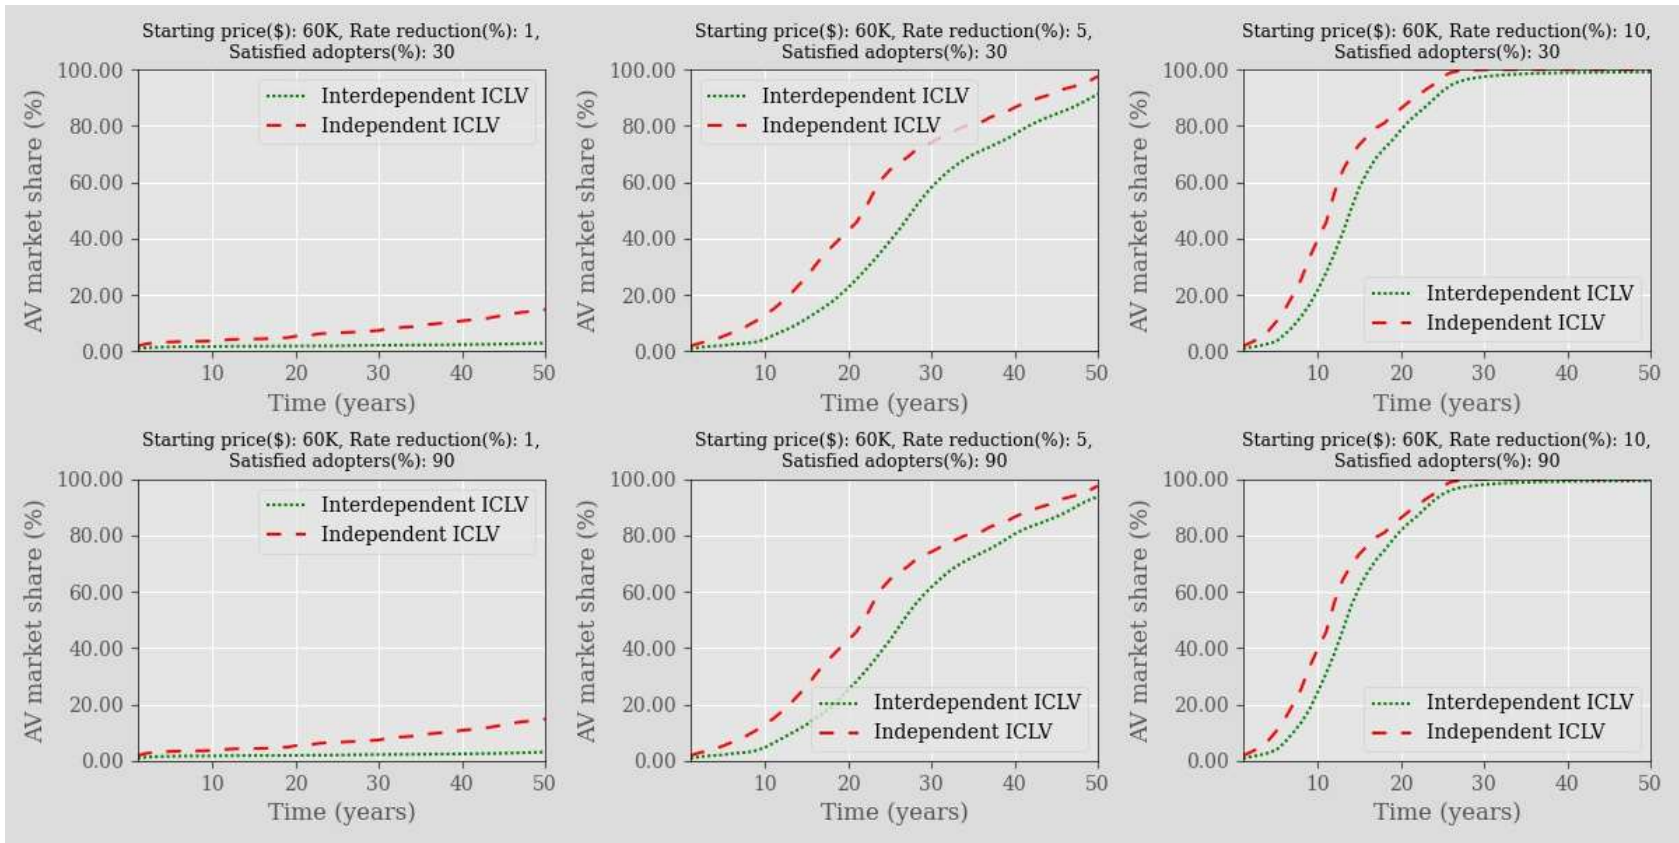 Starting price($): 60K, Rate reduction(%): 1,
Satisfied adopters(%): 30
100.00
80.00
60.00
40.00
20.00
0.00
AV market share (%)
Interdependent ICLV
Independent ICLV
10 20 30 40 50
Time (years)
Starting price($): 60K, Rate reduction(%): 5,
Satisfied adopters(%): 30
100.00
80.00
60.00
40.00
20.00
0.00
AV market share (%)
Interdependent ICLV
Independent ICLV
10 20 30 40 50
Time (years)
Starting price($): 60K, Rate reduction(%): 10,
Satisfied adopters(%): 30
100.00
80.00
60.00
40.00
20.00
0.00
AV market share (%)
Interdependent ICLV
Independent ICLV
10 20 30 40 50
Time (years)
Starting price($): 60K, Rate reduction(%): 1,
Satisfied adopters(%): 90
100.00
80.00
60.00
40.00
20.00
0.00
AV market share (%)
Interdependent ICLV
Independent ICLV
10 20 30 40 50
Time (years)
Starting price($): 60K, Rate reduction(%): 5,
Satisfied adopters(%): 90
100.00
80.00
60.00
40.00
20.00
0.00
AV market share (%)
Interdependent ICLV
Independent ICLV
10 20 30 40 50
Time (years)
Starting price($): 60K, Rate reduction(%): 10,
Satisfied adopters(%): 90
100.00
80.00
60.00
40.00
20.00
0.00
AV market share (%)
Interdependent ICLV
Independent ICLV
10 20 30 40 50
Time (years)